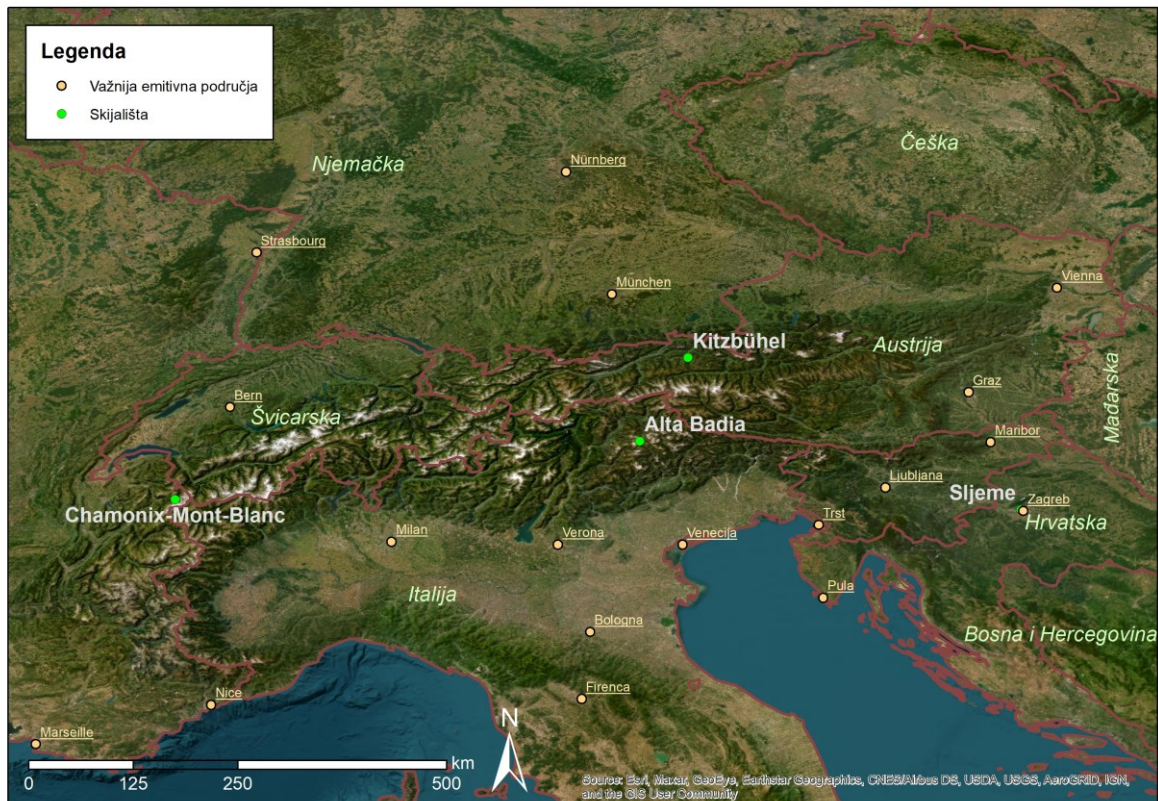 Legenda
Važnija emitivna područja
Skijališta
Njemačka
Nürnberg
Češka
Strasbourg
München
Vienna
Kitzbühel
Austrija
Mađarska
Bern
Švicarska
Graz
Alta Badia
Maribor
Ljubljana
Sljeme
Zagreb
Hrvatska
Chamonix-Mont-Blanc
Milan
Verona
Venecija
Trst
Italija
Pula
Bologna
Bosna i Hercegovina
Firenca
Nice
Marseille
N
km
0 125 250 500
Source: Esri, Maxar, GeoEye, Earthstar Geographics, CNES/Airbus DS, USDA, USGS, AeroGRID, IGN,
and the GIS User Community